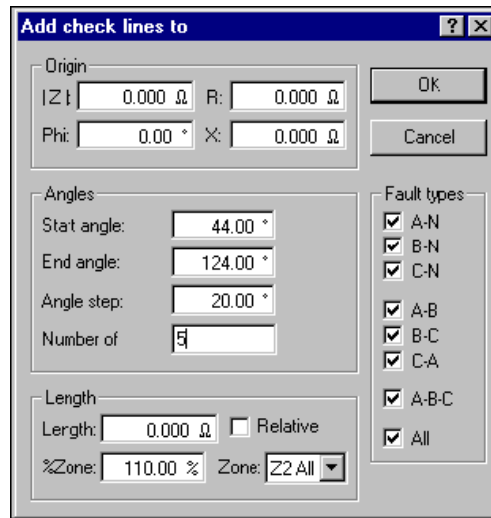 Add check lines to
Origin
|Z|: 0.000 Ω R: 0.000 Ω
Phi: 0.00 ° X: 0.000 Ω
OK
Cancel
Angles
Start angle: 44.00 °
End angle: 124.00 °
Angle step: 20.00 °
Number of 5
Fault types
A-N
B-N
C-N
A-B
B-C
C-A
A-B-C
All
Length
Length: 0.000 Ω Relative
%Zone: 110.00 % Zone: Z2 All